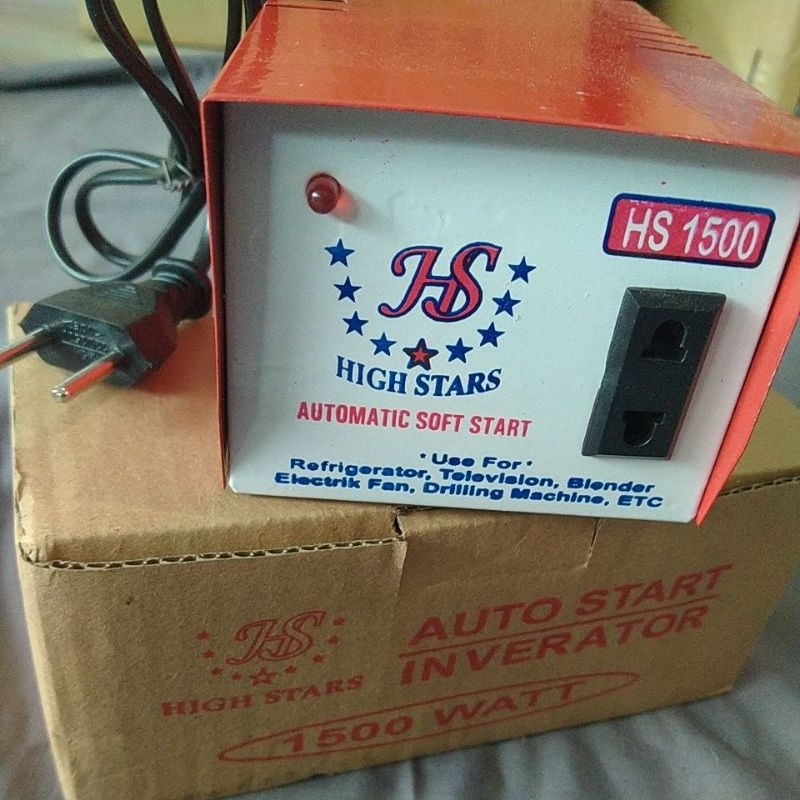 HS 1500
HS
HIGH STARS
AUTOMATIC SOFT START
• Use For •
Refrigerator, Television, Blender
Electrik Fan, Drilling Machine, ETC
HS
HIGH STARS
AUTO START
INVERATOR
1500 WATT